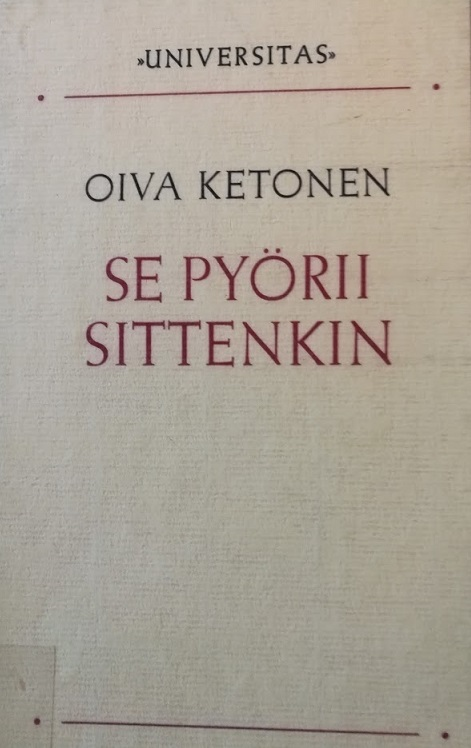 »UNIVERSITAS»
OIVA KETONEN
SE PYÖRII
SITTENKIN